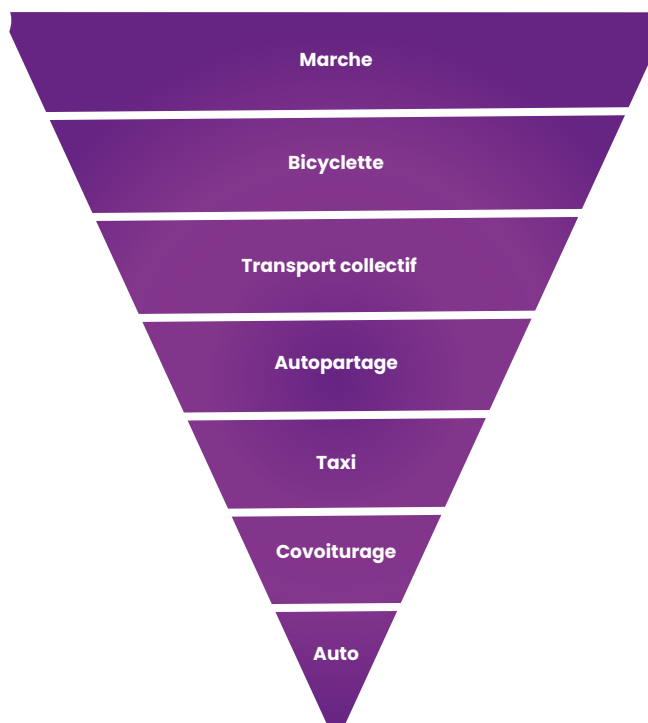 Marche
Bicyclette
Transport collectif
Autopartage
Taxi
Covoiturage
Auto